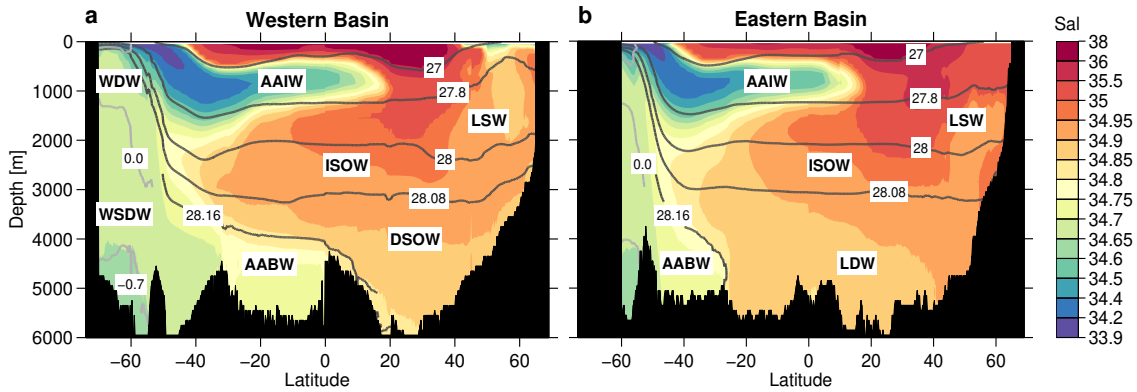 a
Western Basin
b
Eastern Basin
Sal
Depth [m]
0
1000
2000
3000
4000
5000
6000
WDW
AAIW
27
27.8
LSW
0.0
ISOW
28
28.08
WSDW
28.16
DSOW
AABW
−0.7
−60
−40
−20
0
20
40
60
Latitude
27
AAIW
27.8
LSW
0.0
ISOW
28
28.08
28.16
AABW
LDW
−60
−40
−20
0
20
40
60
Latitude
38
36
35.5
35
34.95
34.9
34.85
34.8
34.75
34.7
34.65
34.6
34.5
34.4
34.2
33.9